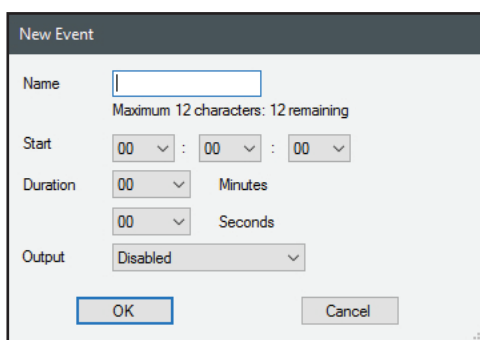 New Event
Name
Maximum 12 characters: 12 remaining
Start 00 : 00 : 00
Duration 00 Minutes
00 Seconds
Output Disabled
OK Cancel